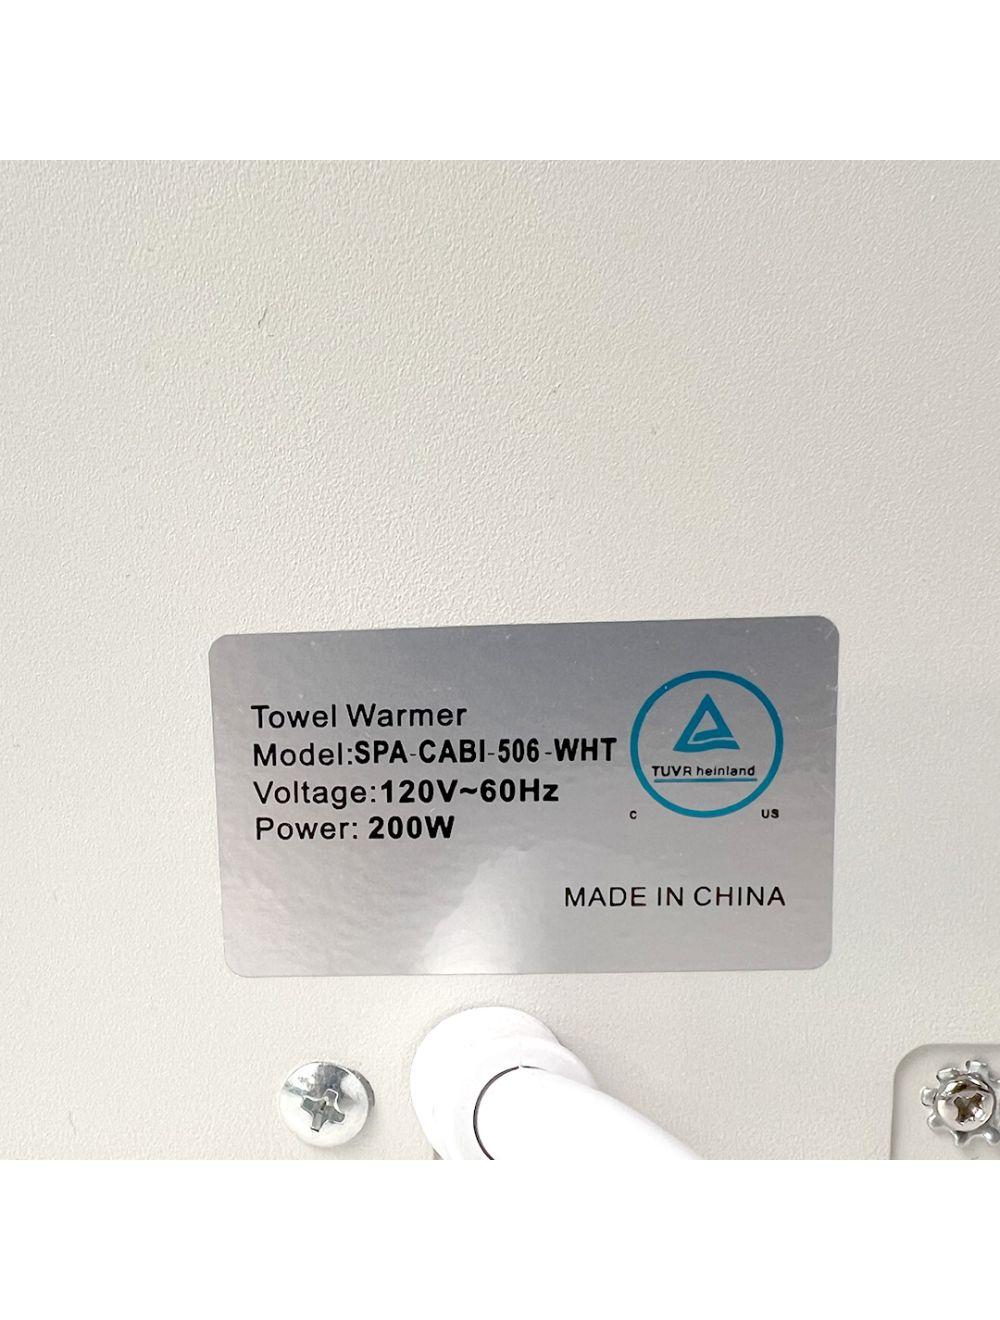 Towel Warmer
Model:SPA-CABI-506-WHT
Voltage:120V~60Hz
Power: 200W
TUVR heinland
C US
MADE IN CHINA